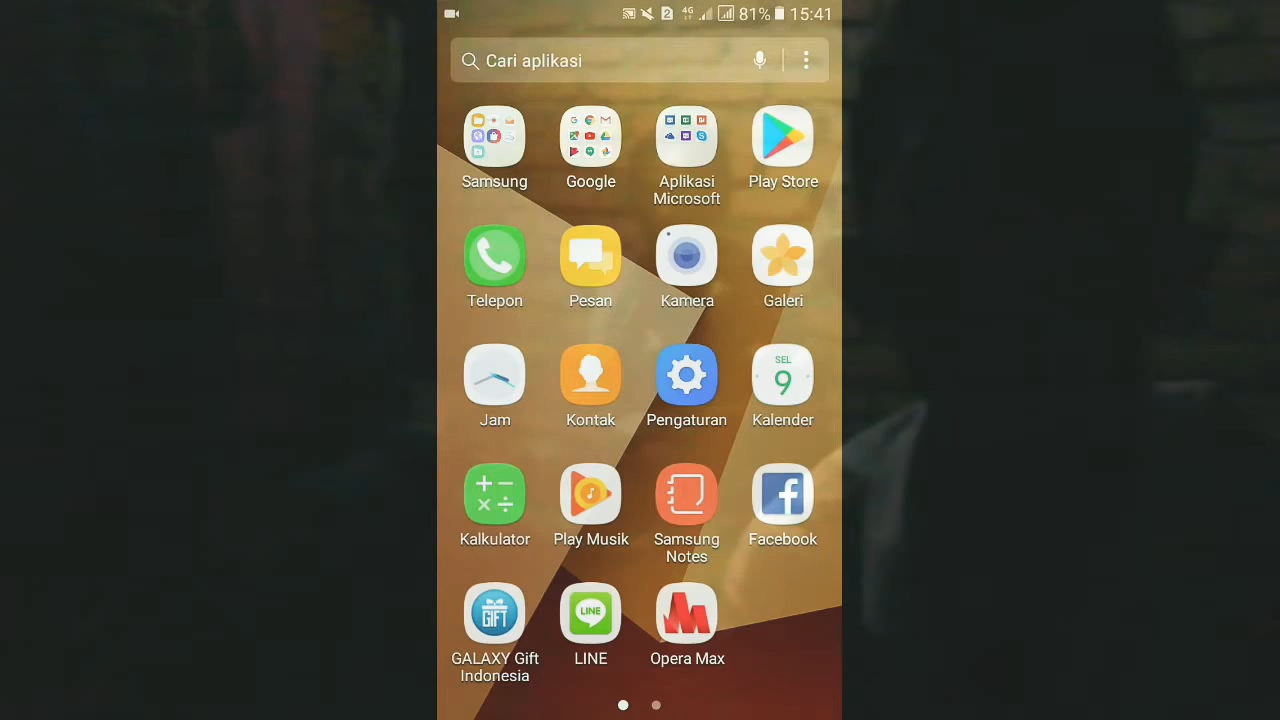 4G 81% 15:41
Cari aplikasi
Samsung Google Aplikasi Microsoft Play Store
Telepon Pesan Kamera Galeri
SEL
9
Jam Kontak Pengaturan Kalender
Kalkulator Play Musik Samsung Notes Facebook
GIFT LINE
GALAXY Gift Indonesia LINE Opera Max